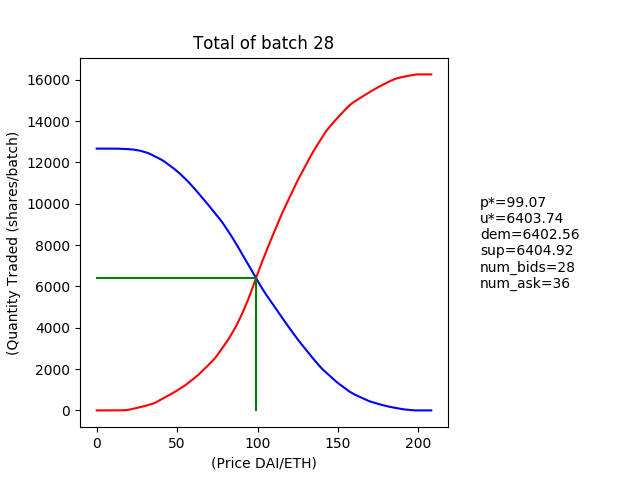 Total of batch 28
16000
14000
12000
10000
8000
6000
4000
2000
0
(Quantity Traded (shares/batch)
0 50 100 150 200
(Price DAI/ETH)
p*=99.07
u*=6403.74
dem=6402.56
sup=6404.92
num_bids=28
num_ask=36